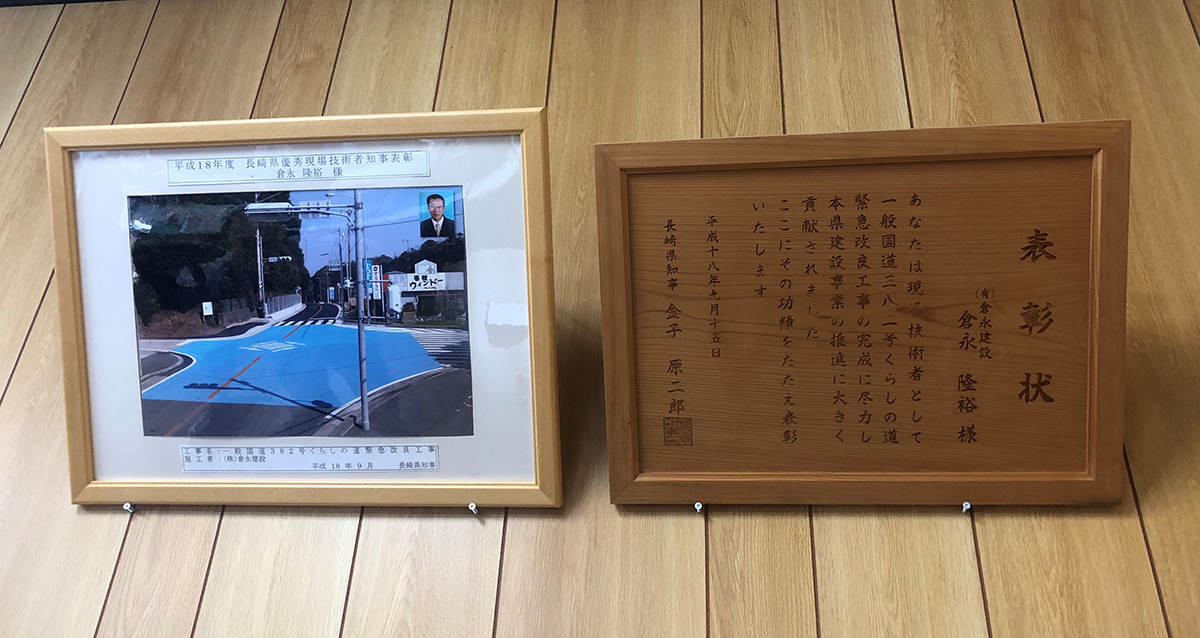 平成18年度 長崎県優秀現場技術者知事表彰
倉永 隆裕 様
ウィンドー
工事名:一般国道382号くらしの道緊急改良工事
施工者:(株)倉永建設
平成18年9月 長崎県知事
表彰状
(有)倉永建設
倉永 隆裕 様
あなたは現 技術者として
一般国道三八二号くらしの道
緊急改良工事の完成に尽力し
本県建設事業の推進に大きく
貢献されました
ここにその功績をたたえ表彰
いたします
平成十八年九月十五日
長崎県知事 金子 原二郎